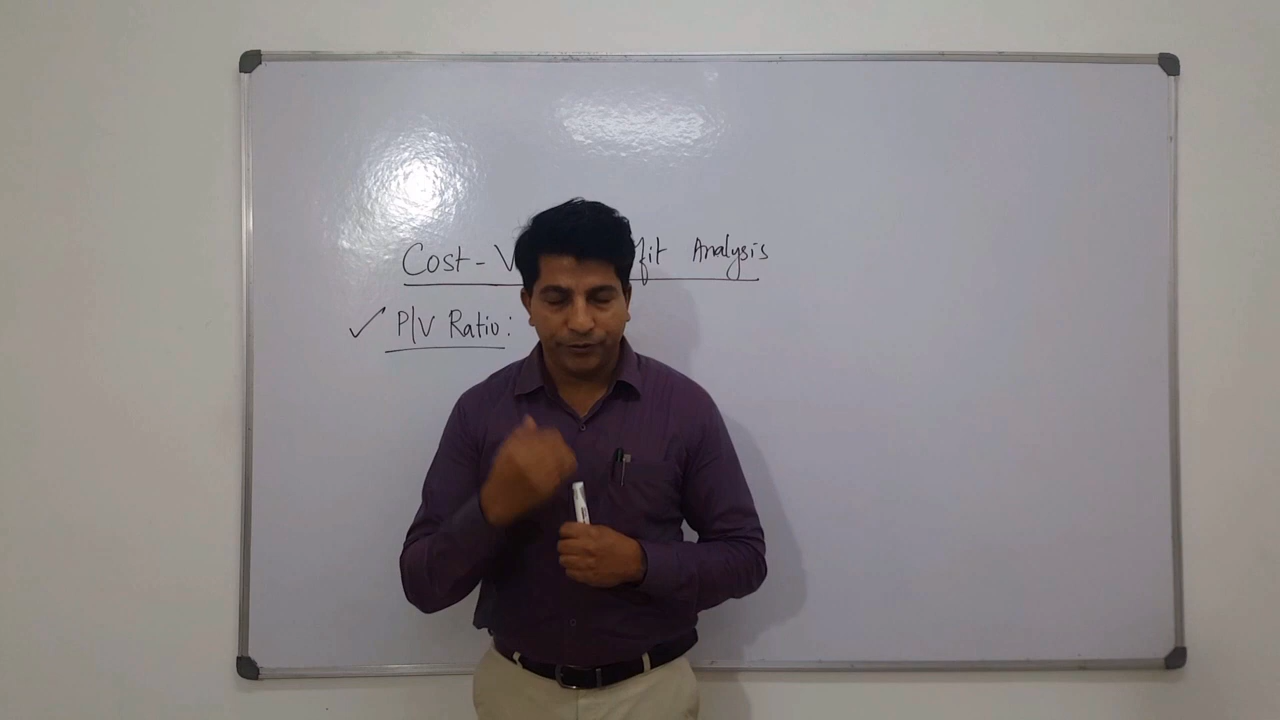 Cost-V fit Analysis
✓ P/V Ratio: